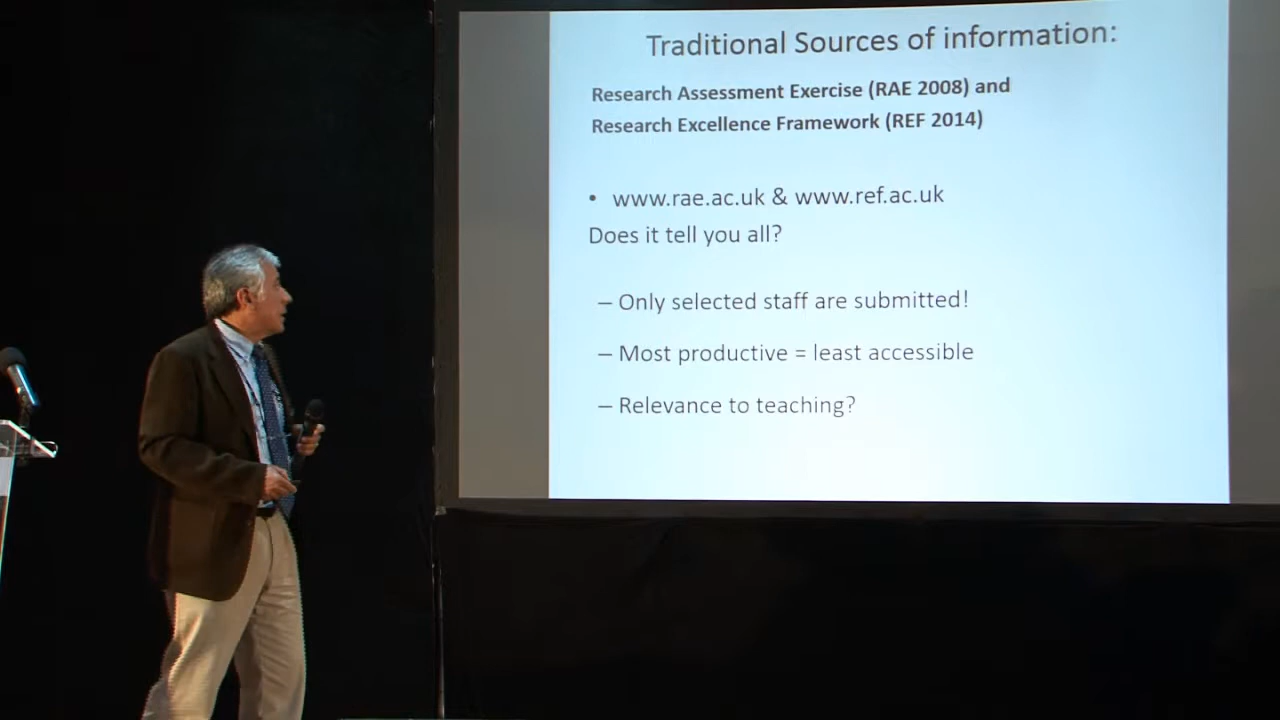 Traditional Sources of information:
Research Assessment Exercise (RAE 2008) and
Research Excellence Framework (REF 2014)
• www.rae.ac.uk & www.ref.ac.uk
Does it tell you all?
– Only selected staff are submitted!
– Most productive = least accessible
– Relevance to teaching?